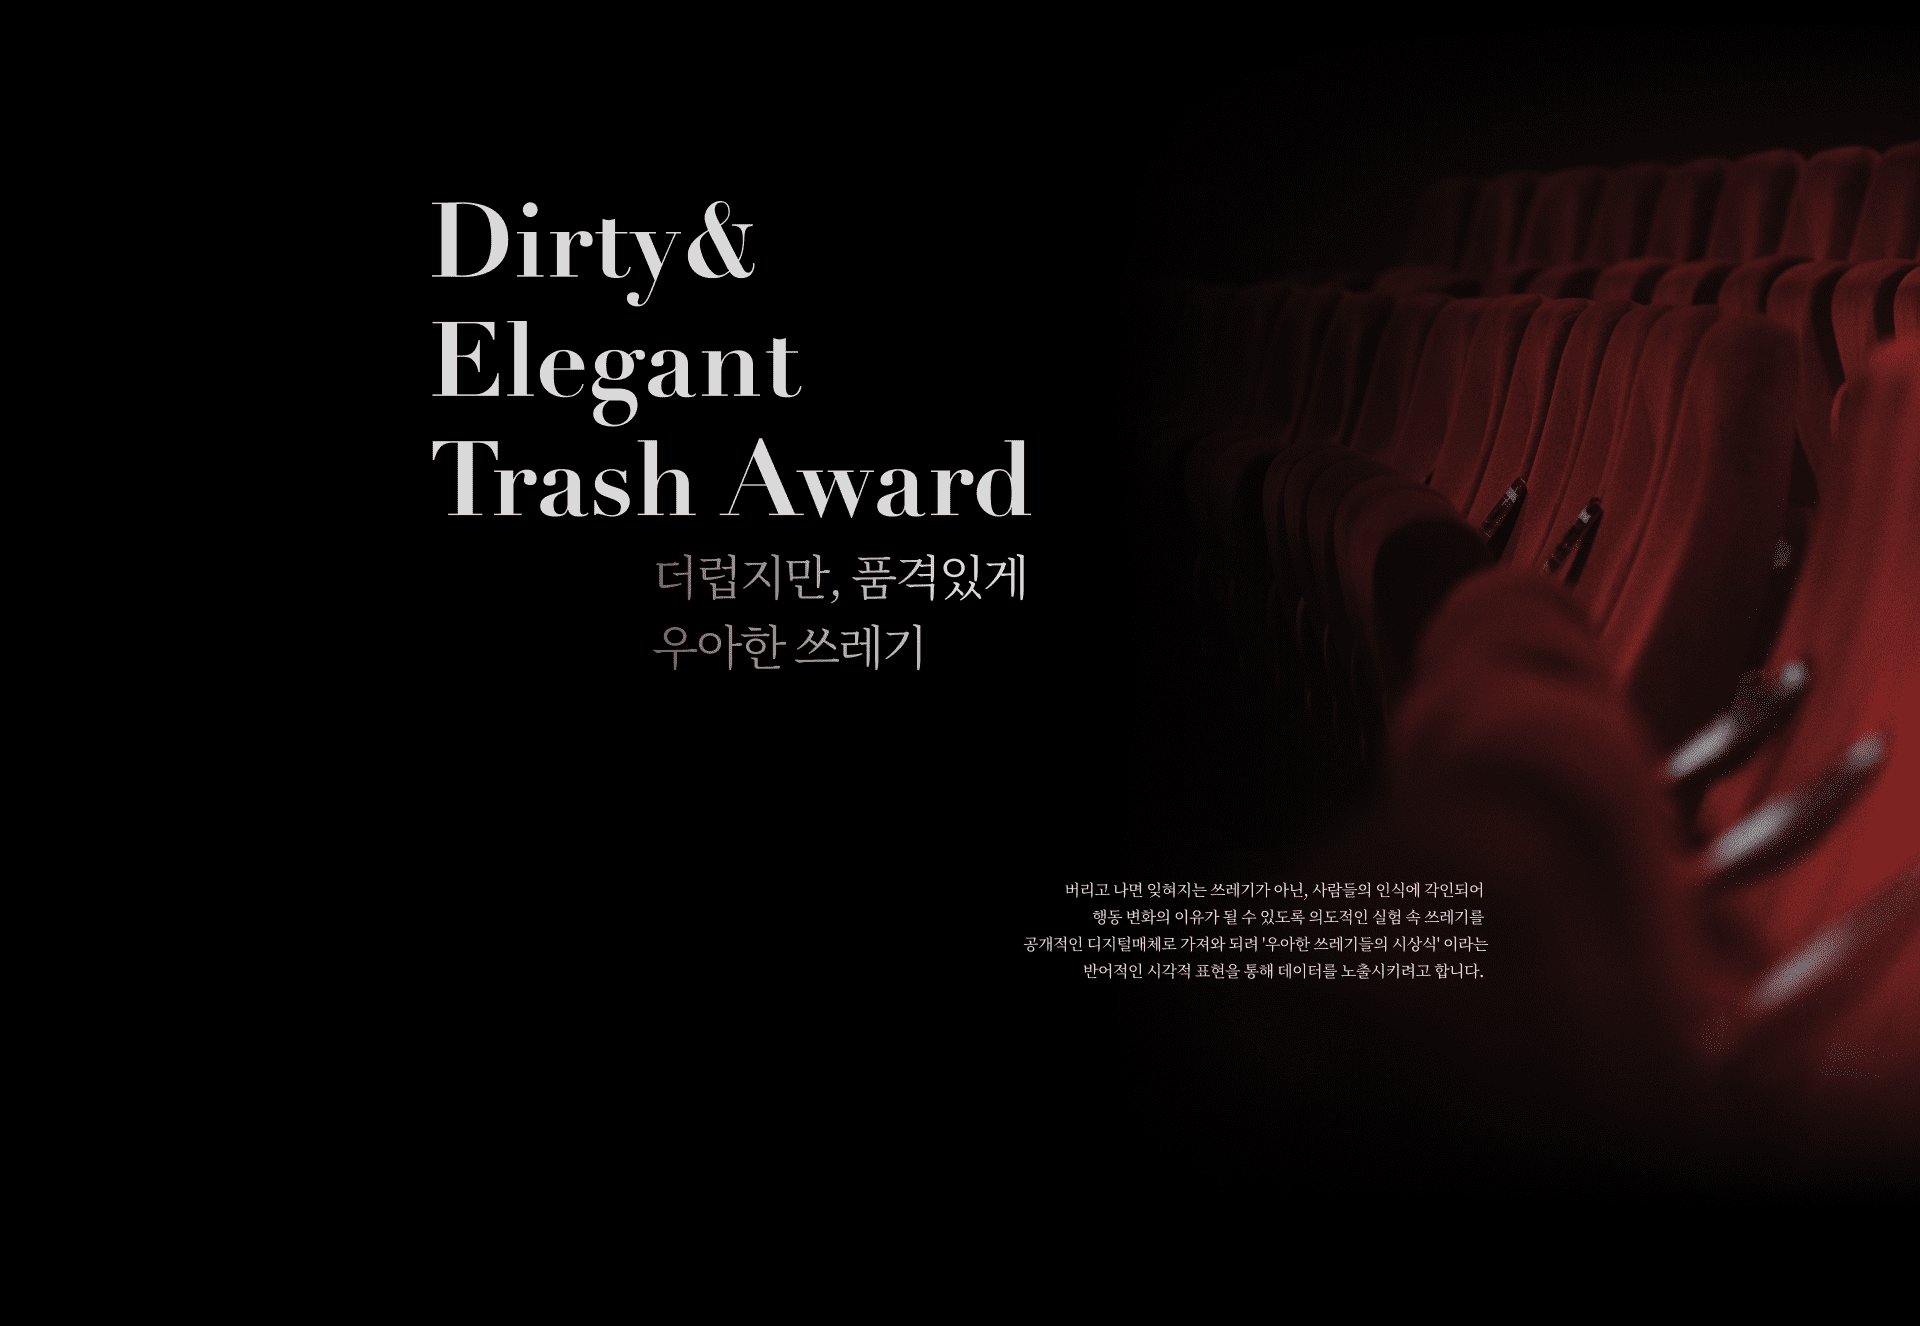 Dirty&
Elegant
Trash Award
더럽지만, 품격있게
우아한 쓰레기
버리고 나면 잊혀지는 쓰레기가 아닌, 사람들의 인식에 각인되어
행동 변화의 이유가 될 수 있도록 의도적인 실험 속 쓰레기를
공개적인 디지털매체로 가져와 되려 '우아한 쓰레기들의 시상식' 이라는
반어적인 시각적 표현을 통해 데이터를 노출시키려고 합니다.